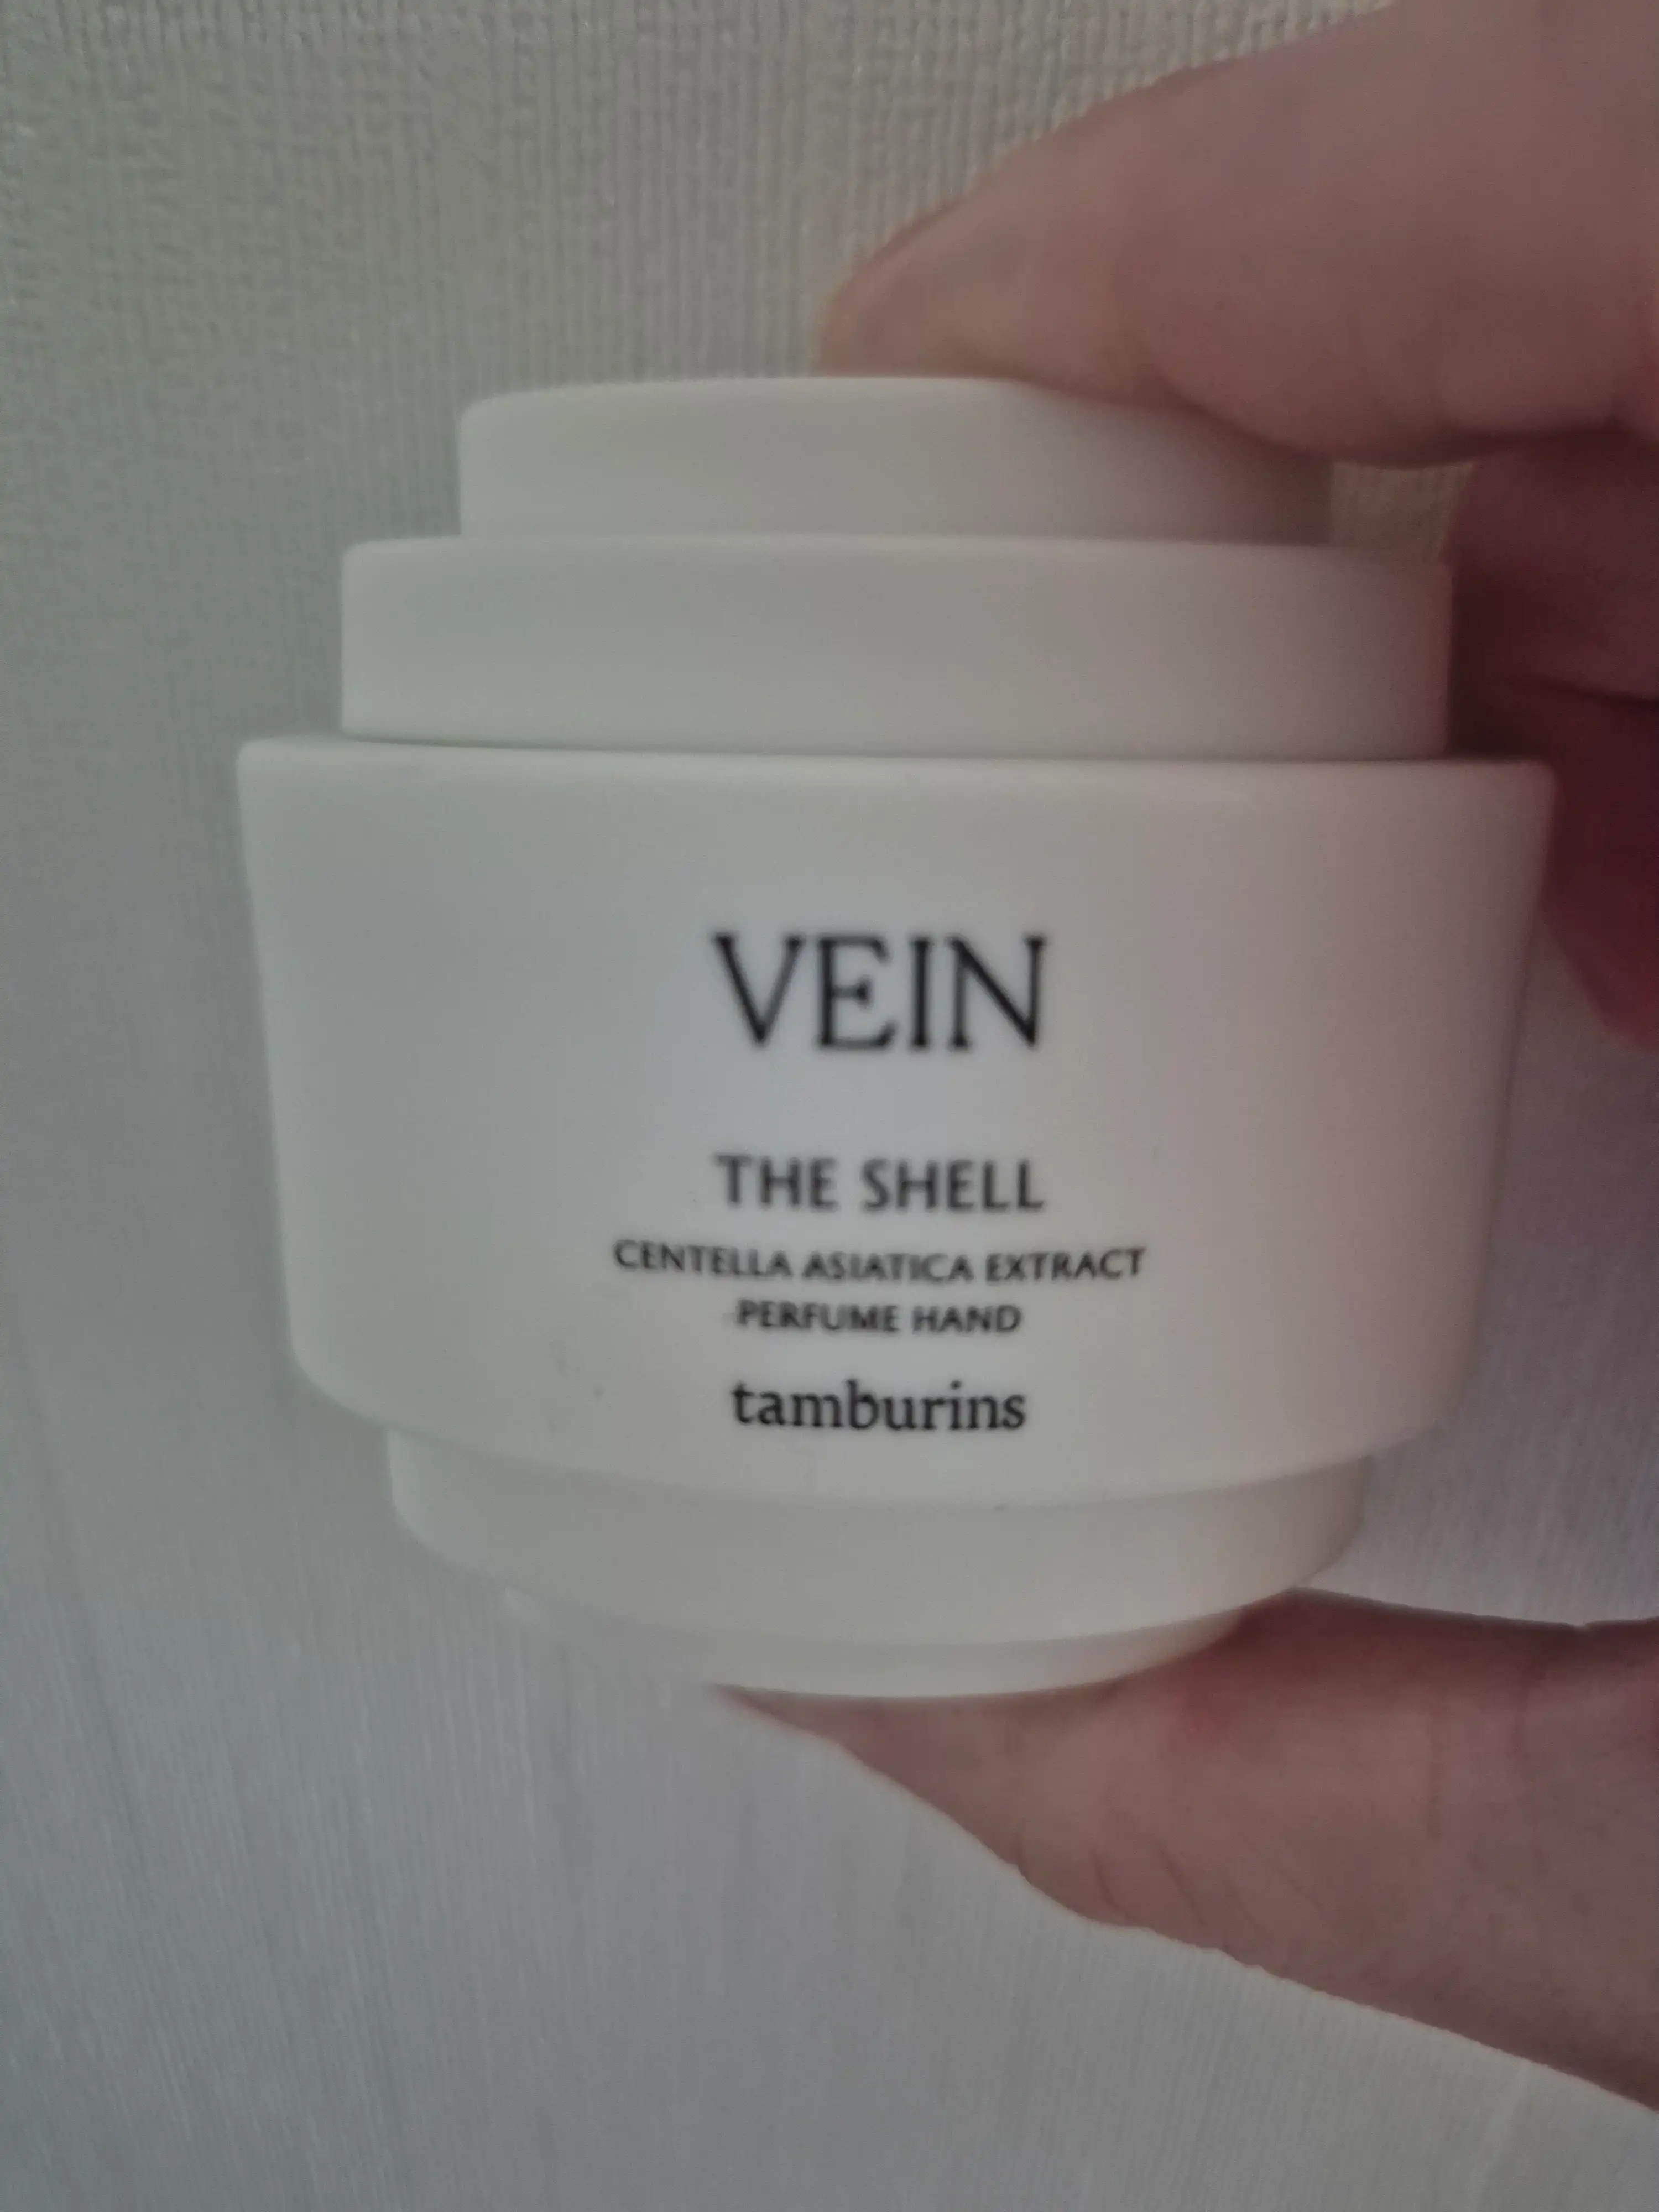 VEIN
THE SHELL
CENTELLA ASIATICA EXTRACT
PERFUME HAND
tamburins